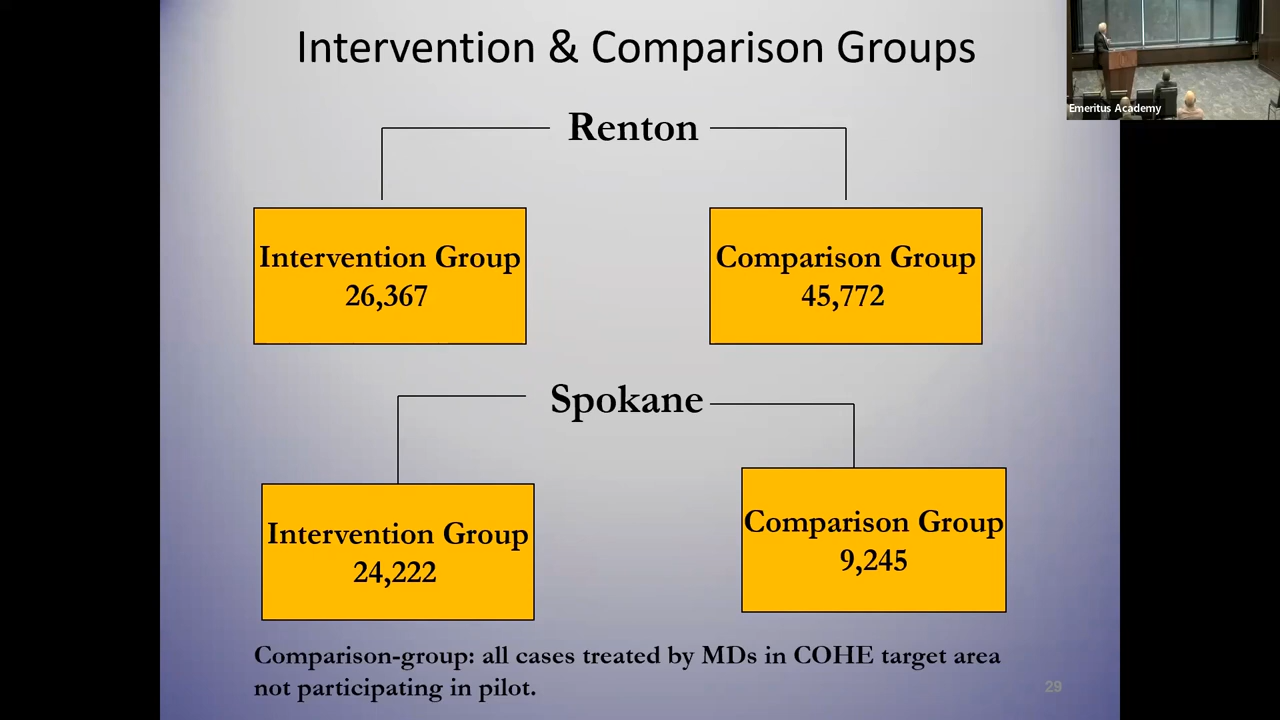 Intervention & Comparison Groups
Emeritus Academy
Renton
Intervention Group
26,367
Comparison Group
45,772
Spokane
Intervention Group
24,222
Comparison Group
9,245
Comparison-group: all cases treated by MDs in COHE target area
not participating in pilot.
29